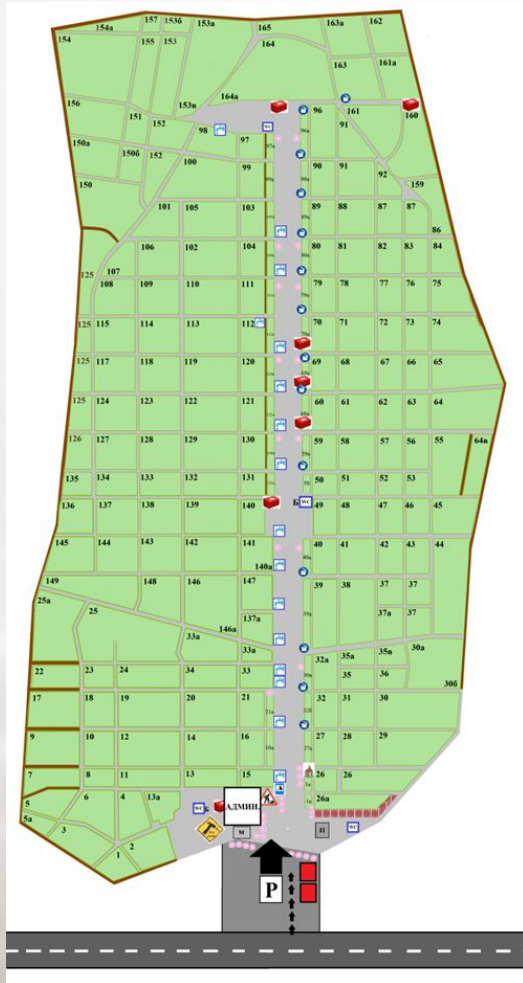 157 153б 153а 165 163а 162
154а
154 155 153 164 163 161а
156 153в 164а 96 161 160
151 152 98 WC 91
150а 97
150б 152 100 99 90 91 92
150 159
101 105 103 89 88 87 87
86
106 102 104 80 81 82 83 84
125 107
108 109 110 111 79 78 77 76 75
125 115 114 113 112 70 71 72 73 74
125 117 118 119 120 69 68 67 66 65
125 124 123 122 121 60 61 62 63 64
126 127 128 129 130 59 58 57 56 55 64в
135 134 133 132 131 50 51 52 53
136 137 138 139 140 Б WC 49 48 47 46 45
145 144 143 142 141 40 41 42 43 44
140а
149 148 146 147 39 38 37 37
25а 25 137а 37а 37
146а
33а 33а 32а 35а 35в 30а
22 23 24 34 33 35 36
30б
17 18 19 20 21 32 31 30
21а
9 10 12 14 16 27 28 29
7 8 11 13 15 26 26
5 6 4 13а 26а
5а 3 WC Б АДМИН.
М П WC
1 2
P